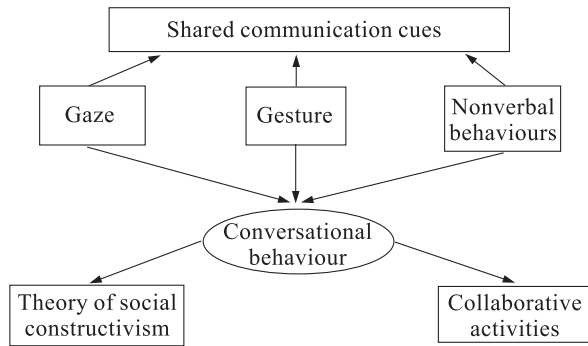 Shared communication cues
Gaze
Gesture
Nonverbal
behaviours
Conversational
behaviour
Theory of social
constructivism
Collaborative
activities